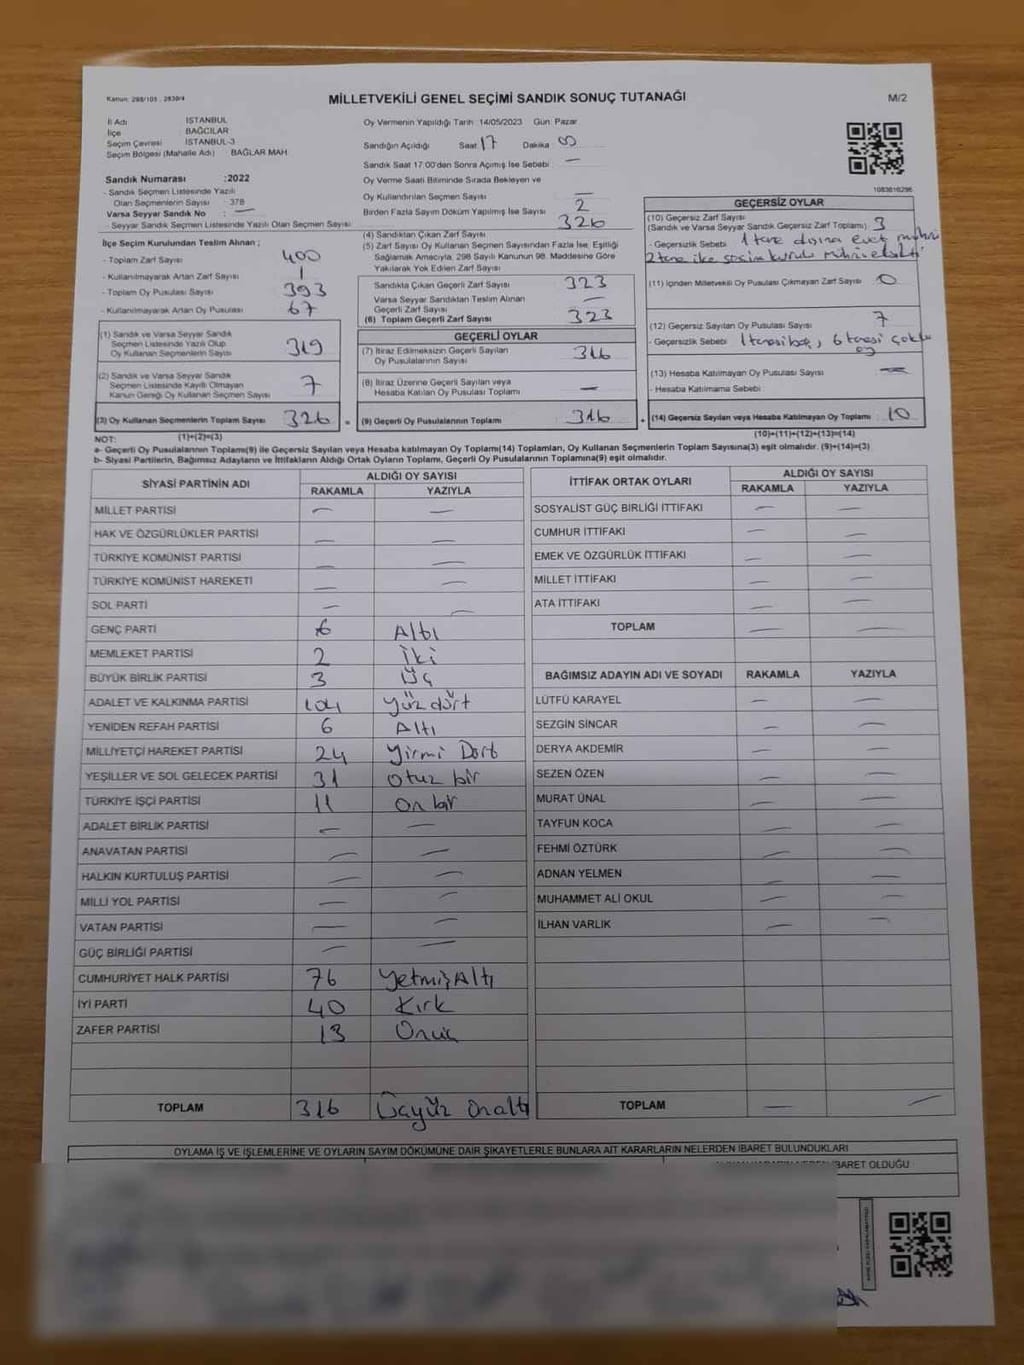 Kanun: 298/105 , 2839/4
MİLLETVEKİLİ GENEL SEÇİMİ SANDIK SONUÇ TUTANAĞI
M/2
İl Adı İSTANBUL
İlçe BAĞCILAR
Seçim Çevresi İSTANBUL-3
Seçim Bölgesi (Mahalle Adı) BAĞLAR MAH.
Sandık Numarası :2022
- Sandık Seçmen Listesinde Yazılı
Olan Seçmenlerin Sayısı 378
Varsa Seyyar Sandık No : —
- Seyyar Sandık Seçmen Listesinde Yazılı Olan Seçmen Sayısı:
İlçe Seçim Kurulundan Teslim Alınan ;
- Toplam Zarf Sayısı : 400
- Kullanılmayarak Artan Zarf Sayısı : 1
- Toplam Oy Pusulası Sayısı : 393
- Kullanılmayarak Artan Oy Pusulası : 67
(1) Sandık ve Varsa Seyyar Sandık
Seçmen Listesinde Yazılı Olup
Oy Kullanan Seçmenlerin Sayısı : 319
(2) Sandık ve Varsa Seyyar Sandık
Seçmen Listesinde Kayıtlı Olmayan
Kanun Gereği Oy Kullanan Seçmen Sayısı : 7
(3) Oy Kullanan Seçmenlerin Toplam Sayısı : 326
(1)+(2)=(3)
Oy Vermenin Yapıldığı Tarih: 14/05/2023 Gün: Pazar
Sandığın Açıldığı Saat: 17 Dakika : 00
Sandık Saat 17:00'den Sonra Açılmış İse Sebebi : —
Oy Verme Saati Bitiminde Sırada Bekleyen ve
Oy Kullandırılan Seçmen Sayısı : —
Birden Fazla Sayım Döküm Yapılmış İse Sayısı : 2
(4) Sandıktan Çıkan Zarf Sayısı : 326
(5) Zarf Sayısı Oy Kullanan Seçmen Sayısından Fazla İse, Eşitliği
Sağlamak Amacıyla, 298 Sayılı Kanunun 98. Maddesine Göre
Yakılarak Yok Edilen Zarf Sayısı :
Sandıkta Çıkan Geçerli Zarf Sayısı : 323
Varsa Seyyar Sandıktan Teslim Alınan
Geçerli Zarf Sayısı : —
(6) Toplam Geçerli Zarf Sayısı : 323
GEÇERLİ OYLAR
(7) İtiraz Edilmeksizin Geçerli Sayılan
Oy Pusulalarının Sayısı : 316
(8) İtiraz Üzerine Geçerli Sayılan veya
Hesaba Katılan Oy Pusulası Toplamı : —
(9) Geçerli Oy Pusulalarının Toplamı : 316
1083610296
GEÇERSİZ OYLAR
(10) Geçersiz Zarf Sayısı
(Sandık ve Varsa Seyyar Sandık Geçersiz Zarf Toplamı) : 3
- Geçersizlik Sebebi : 1 tane dışına evet mührü
2 tane ilçe seçim kurulu mührü eksikti
(11) İçinden Milletvekili Oy Pusulası Çıkmayan Zarf Sayısı : 0
(12) Geçersiz Sayılan Oy Pusulası Sayısı : 7
- Geçersizlik Sebebi : 1 tanesi boş, 6 tanesi çoklu
oy
(13) Hesaba Katılmayan Oy Pusulası Sayısı : —
- Hesaba Katılmama Sebebi :
+ (14) Geçersiz Sayılan veya Hesaba Katılmayan Oy Toplamı : 10
(10)+(11)+(12)+(13)=(14)
NOT:
a- Geçerli Oy Pusulalarının Toplamı(9) ile Geçersiz Sayılan veya Hesaba katılmayan Oy Toplamı(14) Toplamları, Oy Kullanan Seçmenlerin Toplam Sayısına(3) eşit olmalıdır. (9)+(14)=(3)
b- Siyasi Partilerin, Bağımsız Adayların ve İttifakların Aldığı Ortak Oyların Toplamı, Geçerli Oy Pusulalarının Toplamına(9) eşit olmalıdır.
SİYASİ PARTİNİN ADI ALDIĞI OY SAYISI
RAKAMLA YAZIYLA
MİLLET PARTİSİ — —
HAK VE ÖZGÜRLÜKLER PARTİSİ — —
TÜRKİYE KOMÜNİST PARTİSİ — —
TÜRKİYE KOMÜNİST HAREKETİ — —
SOL PARTİ — —
GENÇ PARTİ 6 Altı
MEMLEKET PARTİSİ 2 İki
BÜYÜK BİRLİK PARTİSİ 3 Üç
ADALET VE KALKINMA PARTİSİ 104 yüz dört
YENİDEN REFAH PARTİSİ 6 Altı
MİLLİYETÇİ HAREKET PARTİSİ 24 yirmi Dört
YEŞİLLER VE SOL GELECEK PARTİSİ 31 otuz bir
TÜRKİYE İŞÇİ PARTİSİ 11 On bir
ADALET BİRLİK PARTİSİ — —
ANAVATAN PARTİSİ — —
HALKIN KURTULUŞ PARTİSİ — —
MİLLİ YOL PARTİSİ — —
VATAN PARTİSİ — —
GÜÇ BİRLİĞİ PARTİSİ — —
CUMHURİYET HALK PARTİSİ 76 Yetmiş Altı
İYİ PARTİ 40 Kırk
ZAFER PARTİSİ 13 Onüç
TOPLAM 316 Üçyüz Onaltı
İTTİFAK ORTAK OYLARI ALDIĞI OY SAYISI
RAKAMLA YAZIYLA
SOSYALİST GÜÇ BİRLİĞİ İTTİFAKI — —
CUMHUR İTTİFAKI — —
EMEK VE ÖZGÜRLÜK İTTİFAKI — —
MİLLET İTTİFAKI — —
ATA İTTİFAKI — —
TOPLAM — —
BAĞIMSIZ ADAYIN ADI VE SOYADI RAKAMLA YAZIYLA
LÜTFÜ KARAYEL — —
SEZGİN SİNCAR — —
DERYA AKDEMİR — —
SEZEN ÖZEN — —
MURAT ÜNAL — —
TAYFUN KOCA — —
FEHMİ ÖZTÜRK — —
ADNAN YELMEN — —
MUHAMMET ALİ OKUL — —
İLHAN VARLIK — —
TOPLAM — —
OYLAMA İŞ VE İŞLEMLERİNE VE OYLARIN SAYIM DÖKÜMÜNE DAİR ŞİKAYETLERLE BUNLARA AİT KARARLARIN NELERDEN İBARET BULUNDUKLARI
İBARET OLDUĞU